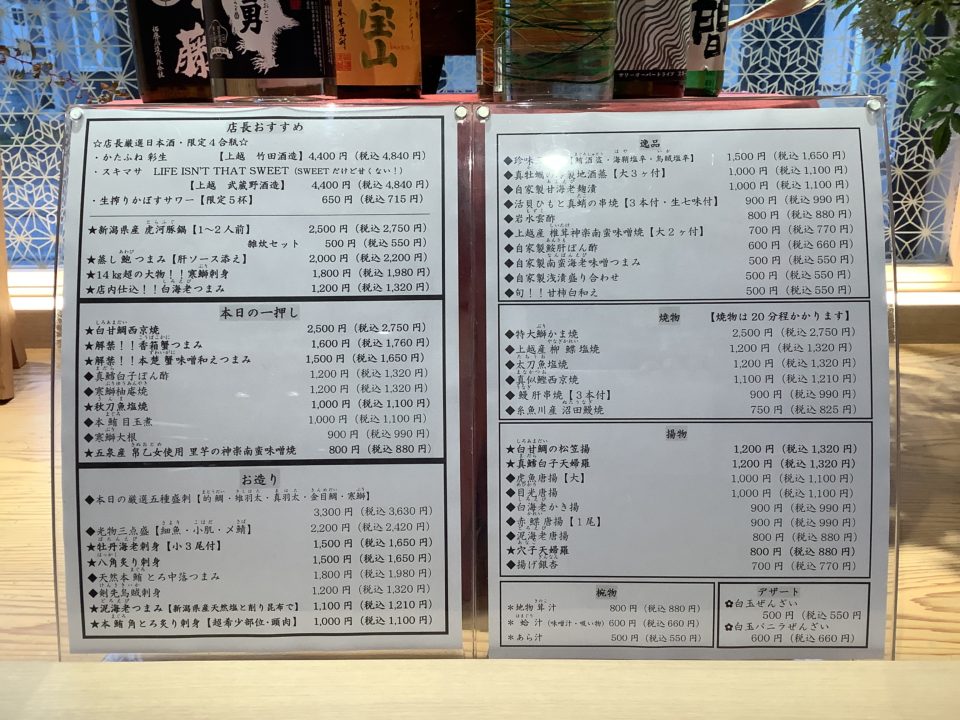 藤
勇
宝山
間
店長おすすめ
☆店長厳選日本酒・限定4合瓶☆
・かたふね 彩生 【上越 竹田酒造】 4,400円(税込 4,840円)
・スキマサ LIFE ISN'T THAT SWEET (SWEETだけど甘くない!)
【上越 武蔵野酒造】 4,400円(税込 4,840円)
・生搾りかぼすサワー【限定5杯】 650円(税込 715円)
★新潟県産 虎河豚鍋【1～2人前】 2,500円(税込 2,750円)
雑炊セット 500円(税込 550円)
★蒸し鮑つまみ【肝ソース添え】 2,000円(税込 2,200円)
★14㎏超の大物!!寒鰤刺身 1,800円(税込 1,980円)
★店内仕込!!白海老つまみ 1,200円(税込 1,320円)
本日の一押し
★白甘鯛西京焼 2,500円(税込 2,750円)
★解禁!!香箱蟹つまみ 1,600円(税込 1,760円)
★解禁!!本楚蟹味噌和えつまみ 1,500円(税込 1,650円)
◆真鱈白子ぽん酢 1,200円(税込 1,320円)
◆寒鰤柚庵焼 1,200円(税込 1,320円)
★秋刀魚塩焼 1,000円(税込 1,100円)
◆本鮪 目玉煮 1,000円(税込 1,100円)
◆寒鰤大根 900円(税込 990円)
★五泉産 帛乙女使用 里芋の神楽南蛮味噌焼 800円(税込 880円)
お造り
◆本日の厳選五種盛刺【的鯛・雉羽太・真羽太・金目鯛・寒鰤】
3,300円(税込 3,630円)
◆光物三点盛【細魚・小肌・〆鯖】 2,200円(税込 2,420円)
★牡丹海老刺身【小3尾付】 1,500円(税込 1,650円)
★八角炙り刺身 1,500円(税込 1,650円)
◆天然本鮪 とろ中落つまみ 1,800円(税込 1,980円)
◆剣先烏賊刺身 1,200円(税込 1,320円)
★泥海老つまみ【新潟県産天然塩と削り昆布で】 1,100円(税込 1,210円)
★本鮪 角とろ炙り刺身【超希少部位・頭肉】 1,000円(税込 1,100円)
逸品
◆珍味【鮪酒盗・海鞘塩辛・烏賊塩辛】 1,500円(税込 1,650円)
◆真牡蠣の地酒蒸【大3ヶ付】 1,000円(税込 1,100円)
◆自家製甘海老麹漬 1,000円(税込 1,100円)
◆活貝ひもと真蛸の串焼【3本付・生七味付】 900円(税込 990円)
◆岩水雲酢 800円(税込 880円)
◆上越産 椎茸神楽南蛮味噌焼【大2ヶ付】 700円(税込 770円)
◆自家製鮟肝ぽん酢 600円(税込 660円)
◆自家製南蛮海老味噌つまみ 500円(税込 550円)
◆自家製浅漬盛り合わせ 500円(税込 550円)
◆旬!!甘柿白和え 500円(税込 550円)
焼物 【焼物は20分程かかります】
◆特大鰤かま焼 2,500円(税込 2,750円)
◆上越産 柳鰈塩焼 1,200円(税込 1,320円)
◆太刀魚塩焼 1,200円(税込 1,320円)
◆真似鰹西京焼 1,100円(税込 1,210円)
◆鰻肝串焼【3本付】 900円(税込 990円)
◆糸魚川産 沼田鰻焼 750円(税込 825円)
揚物
★白甘鯛の松笠揚 1,200円(税込 1,320円)
★真鱈白子天婦羅 1,200円(税込 1,320円)
◆虎魚唐揚【大】 1,000円(税込 1,100円)
◆目光唐揚 1,000円(税込 1,100円)
◆白海老かき揚 900円(税込 990円)
◆赤鰈唐揚【1尾】 900円(税込 990円)
◆泥海老唐揚 800円(税込 880円)
★穴子天婦羅 800円(税込 880円)
◆揚げ銀杏 700円(税込 770円)
椀物
＊地物茸汁 800円(税込 880円)
＊蛤汁(味噌汁・吸い物) 600円(税込 660円)
＊あら汁 500円(税込 550円)
デザート
✿白玉ぜんざい
500円(税込 550円)
✿白玉バニラぜんざい
600円(税込 660円)